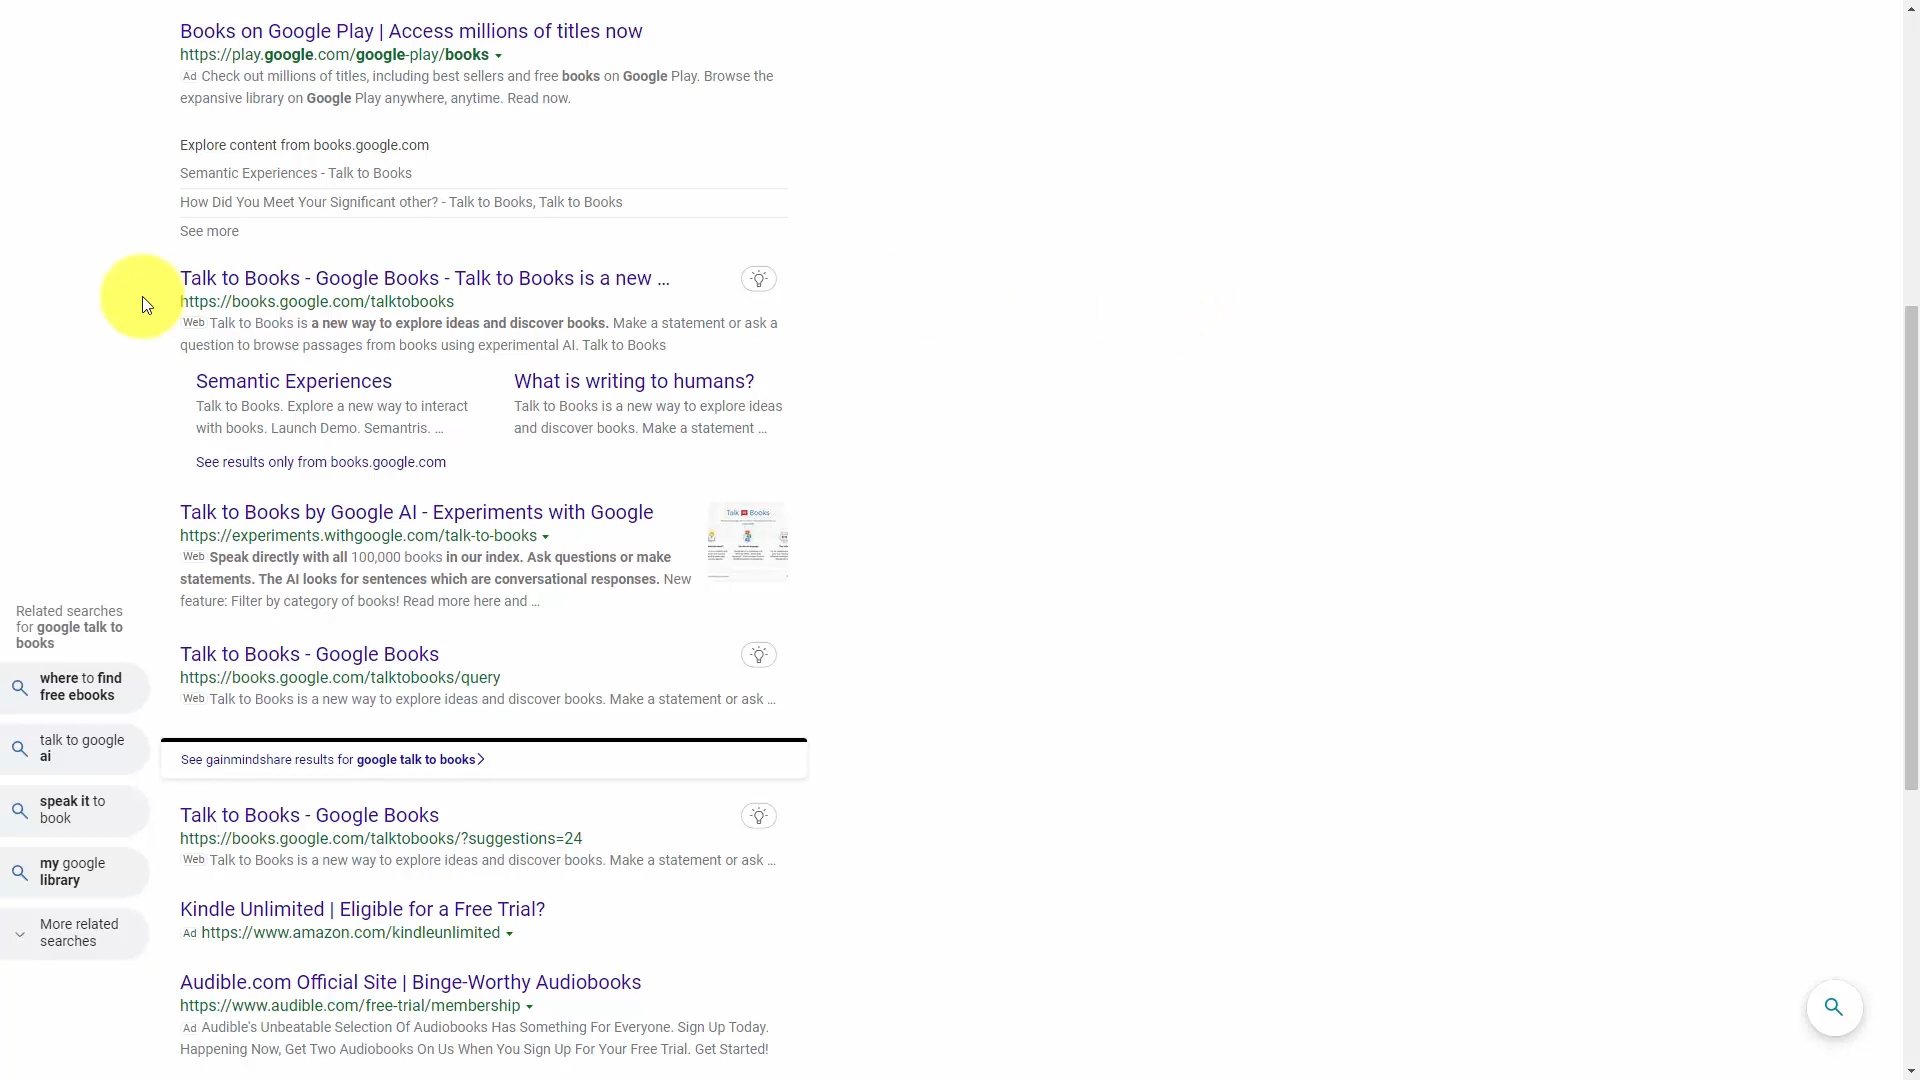 Books on Google Play | Access millions of titles now
https://play.google.com/google-play/books
Ad Check out millions of titles, including best sellers and free books on Google Play. Browse the
expansive library on Google Play anywhere, anytime. Read now.
Explore content from books.google.com
Semantic Experiences - Talk to Books
How Did You Meet Your Significant other? - Talk to Books, Talk to Books
See more
Talk to Books - Google Books - Talk to Books is a new ...
https://books.google.com/talktobooks
Web Talk to Books is a new way to explore ideas and discover books. Make a statement or ask a
question to browse passages from books using experimental AI. Talk to Books
Semantic Experiences
Talk to Books. Explore a new way to interact
with books. Launch Demo. Semantris. ...
What is writing to humans?
Talk to Books is a new way to explore ideas
and discover books. Make a statement ...
See results only from books.google.com
Talk to Books by Google AI - Experiments with Google
https://experiments.withgoogle.com/talk-to-books
Web Speak directly with all 100,000 books in our index. Ask questions or make
statements. The AI looks for sentences which are conversational responses. New
feature: Filter by category of books! Read more here and ...
Talk Books
Talk to Books - Google Books
https://books.google.com/talktobooks/query
Web Talk to Books is a new way to explore ideas and discover books. Make a statement or ask ...
See gainmindshare results for google talk to books
Talk to Books - Google Books
https://books.google.com/talktobooks/?suggestions=24
Web Talk to Books is a new way to explore ideas and discover books. Make a statement or ask ...
Kindle Unlimited | Eligible for a Free Trial?
Ad https://www.amazon.com/kindleunlimited
Audible.com Official Site | Binge-Worthy Audiobooks
https://www.audible.com/free-trial/membership
Ad Audible's Unbeatable Selection Of Audiobooks Has Something For Everyone. Sign Up Today.
Happening Now, Get Two Audiobooks On Us When You Sign Up For Your Free Trial. Get Started!
Related searches
for google talk to
books
where to find
free ebooks
talk to google
ai
speak it to
book
my google
library
More related
searches